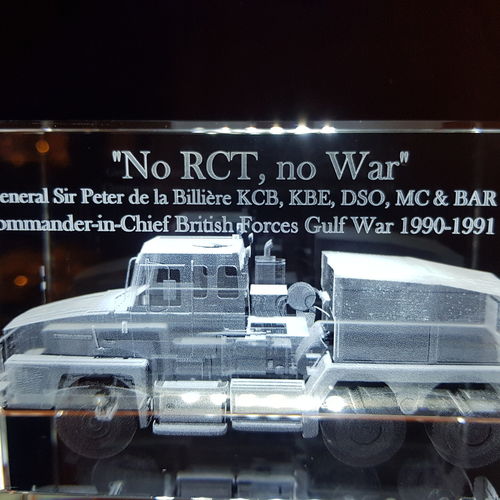 "No RCT, no War"
eneral Sir Peter de la Billière KCB, KBE, DSO, MC & BAR
ommander-in-Chief British Forces Gulf War 1990-1991